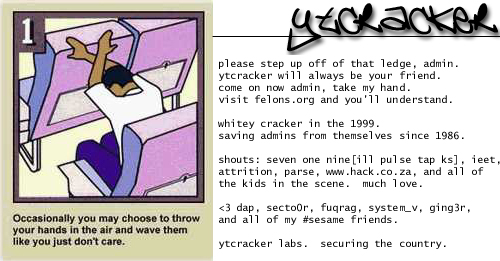 1
Occasionally you may choose to throw
your hands in the air and wave them
like you just don't care.
ytcracker
please step up off of that ledge, admin.
ytcracker will always be your friend.
come on now admin, take my hand.
visit felons.org and you'll understand.
whitey cracker in the 1999.
saving admins from themselves since 1986.
shouts: seven one nine[ill pulse tap ks], ieet,
attrition, parse, www.hack.co.za, and all of
the kids in the scene.  much love.
<3 dap, secto0r, fuqrag, system_v, ging3r,
and all of my #sesame friends.
ytcracker labs.  securing the country.